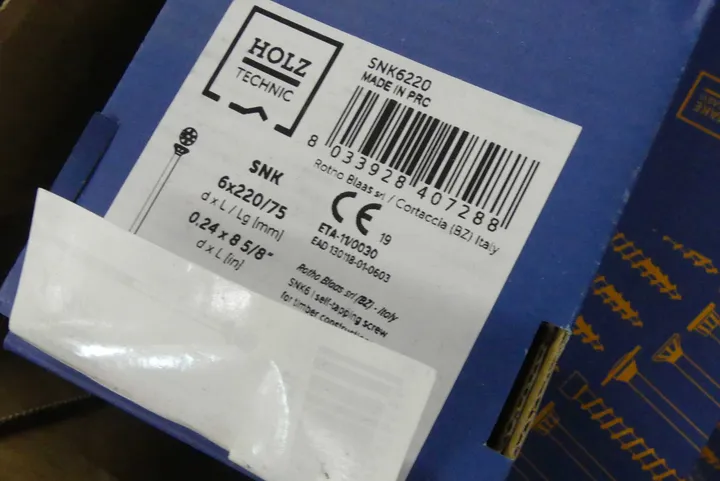 HOLZ
TECHNIC
SNK6220
MADE IN PRC
8 033928 407288
Rotho Blaas srl / Cortaccia (BZ) Italy
SNK
6x220/75
d x L / Lg [mm]
0.24 x 8 5/8"
d x L [in]
CE 19
ETA-11/0030
EAD 130118-01-0603
Rotho Blaas srl (BZ) - Italy
SNK6 | self-tapping screw
for timber construction